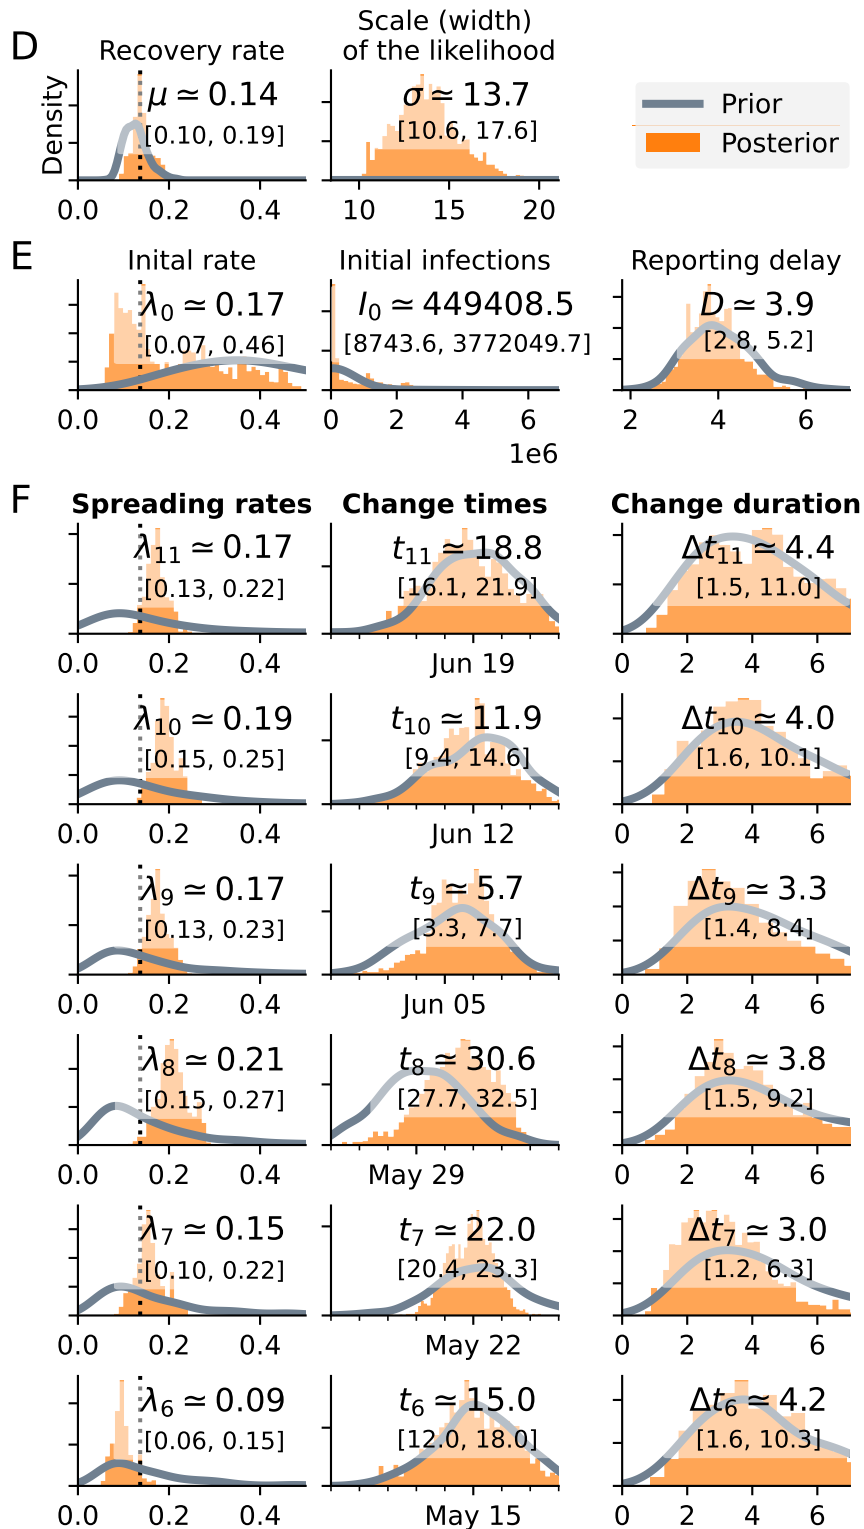 D
Recovery rate
Scale (width)
of the likelihood
Density
μ ≃ 0.14
[0.10, 0.19]
0.0 0.2 0.4
σ ≃ 13.7
[10.6, 17.6]
10 15 20
Prior
Posterior
E
Inital rate
λ0 ≃ 0.17
[0.07, 0.46]
0.0 0.2 0.4
Initial infections
I0 ≃ 449408.5
[8743.6, 3772049.7]
0 2 4 6
1e6
Reporting delay
D ≃ 3.9
[2.8, 5.2]
2 4 6
F
Spreading rates
Change times
Change duration
λ11 ≃ 0.17
[0.13, 0.22]
0.0 0.2 0.4
t11 ≃ 18.8
[16.1, 21.9]
Jun 19
Δt11 ≃ 4.4
[1.5, 11.0]
0 2 4 6
λ10 ≃ 0.19
[0.15, 0.25]
0.0 0.2 0.4
t10 ≃ 11.9
[9.4, 14.6]
Jun 12
Δt10 ≃ 4.0
[1.6, 10.1]
0 2 4 6
λ9 ≃ 0.17
[0.13, 0.23]
0.0 0.2 0.4
t9 ≃ 5.7
[3.3, 7.7]
Jun 05
Δt9 ≃ 3.3
[1.4, 8.4]
0 2 4 6
λ8 ≃ 0.21
[0.15, 0.27]
0.0 0.2 0.4
t8 ≃ 30.6
[27.7, 32.5]
May 29
Δt8 ≃ 3.8
[1.5, 9.2]
0 2 4 6
λ7 ≃ 0.15
[0.10, 0.22]
0.0 0.2 0.4
t7 ≃ 22.0
[20.4, 23.3]
May 22
Δt7 ≃ 3.0
[1.2, 6.3]
0 2 4 6
λ6 ≃ 0.09
[0.06, 0.15]
0.0 0.2 0.4
t6 ≃ 15.0
[12.0, 18.0]
May 15
Δt6 ≃ 4.2
[1.6, 10.3]
0 2 4 6